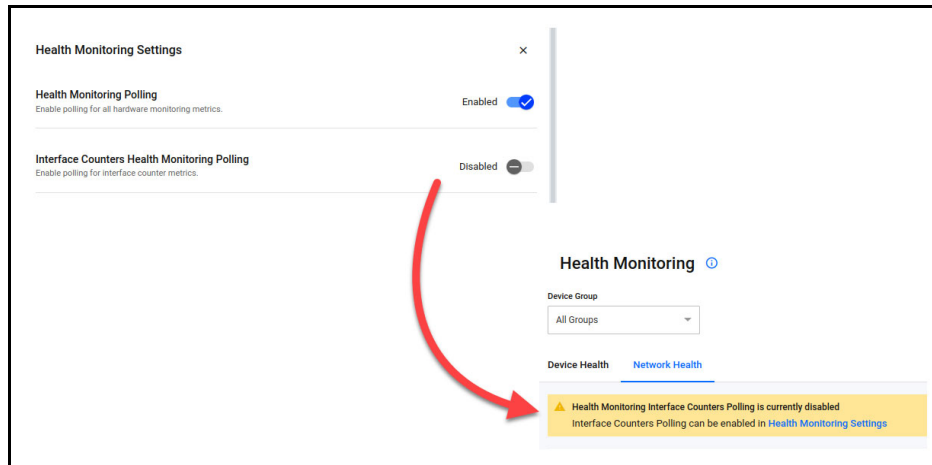 Health Monitoring Settings
Health Monitoring Polling
Enable polling for all hardware monitoring metrics.
Enabled
Interface Counters Health Monitoring Polling
Enable polling for interface counter metrics.
Disabled
Health Monitoring
Device Group
All Groups
Device Health Network Health
Health Monitoring Interface Counters Polling is currently disabled
Interface Counters Polling can be enabled in Health Monitoring Settings